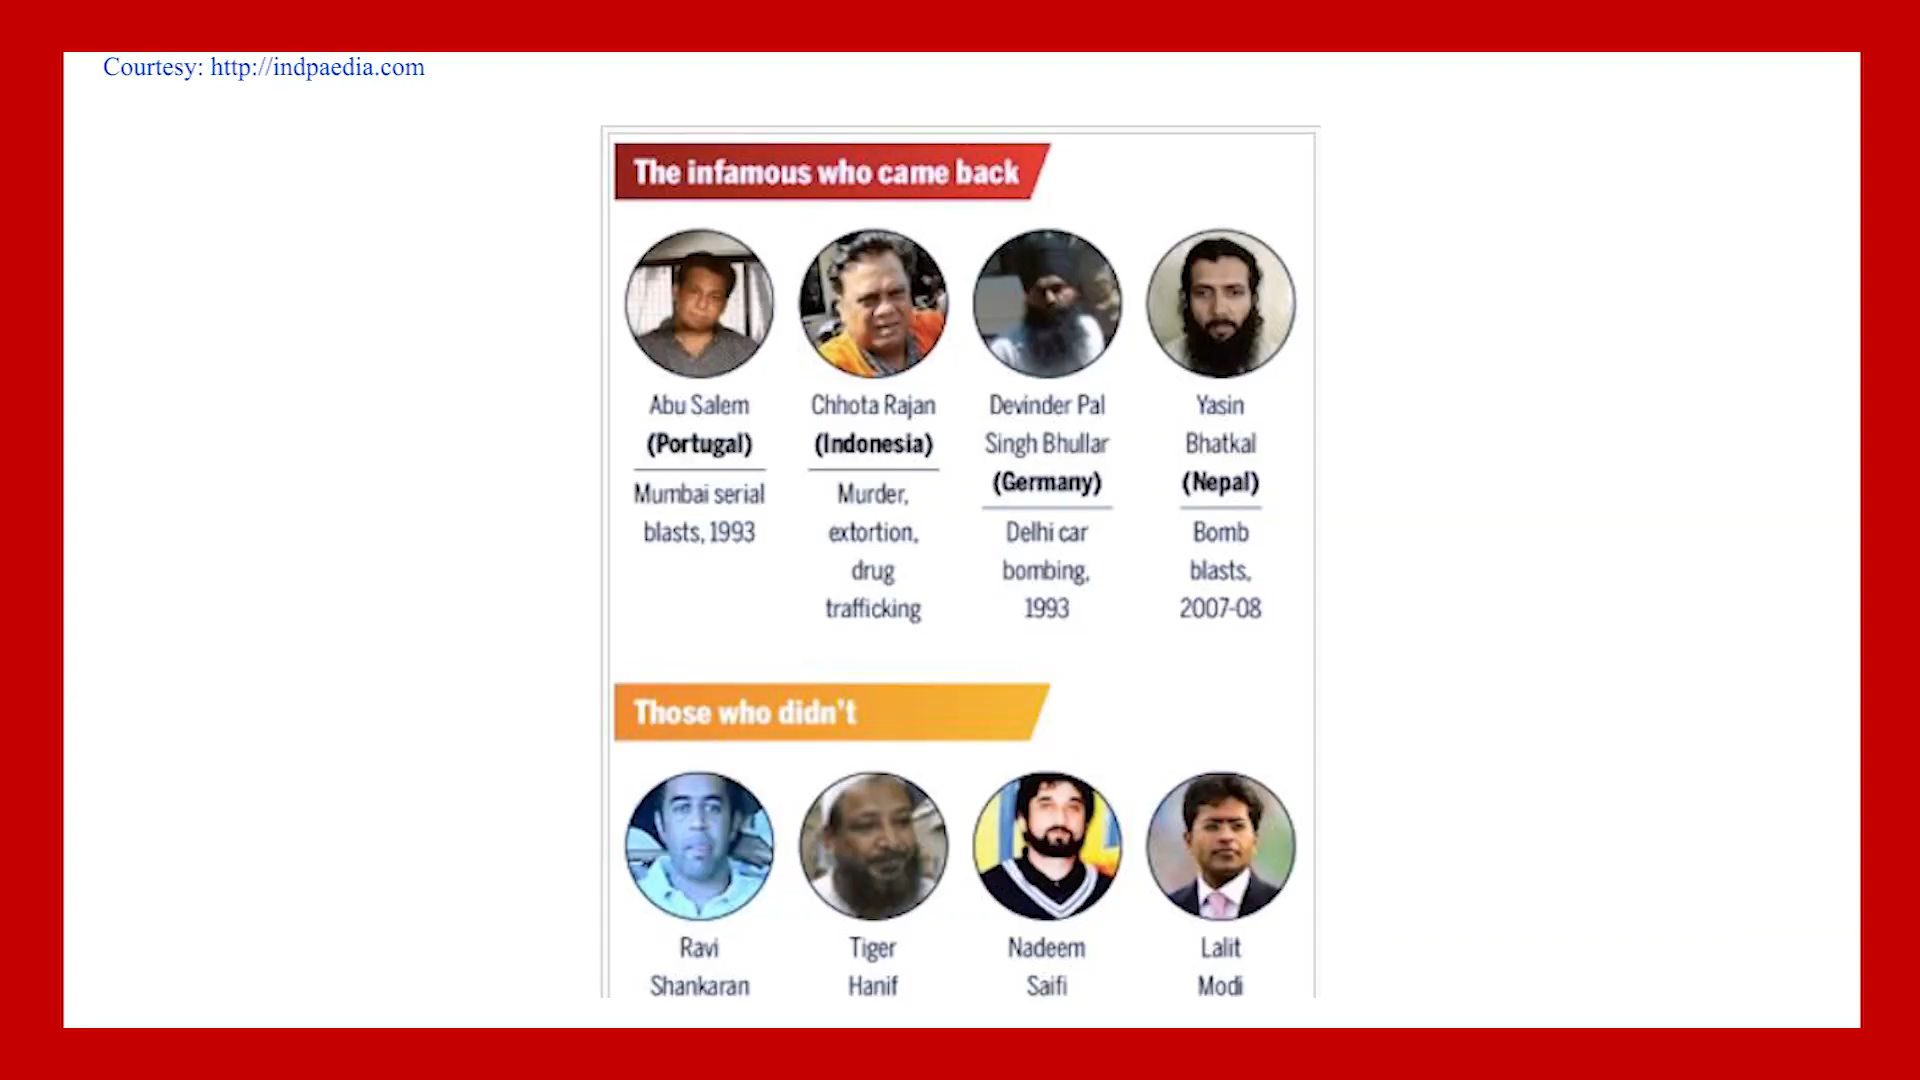 Courtesy: http://indpaedia.com
The infamous who came back
Abu Salem
(Portugal)
Mumbai serial
blasts, 1993
Chhota Rajan
(Indonesia)
Murder,
extortion,
drug
trafficking
Devinder Pal
Singh Bhullar
(Germany)
Delhi car
bombing,
1993
Yasin
Bhatkal
(Nepal)
Bomb
blasts,
2007-08
Those who didn't
Ravi
Shankaran
Tiger
Hanif
Nadeem
Saifi
Lalit
Modi